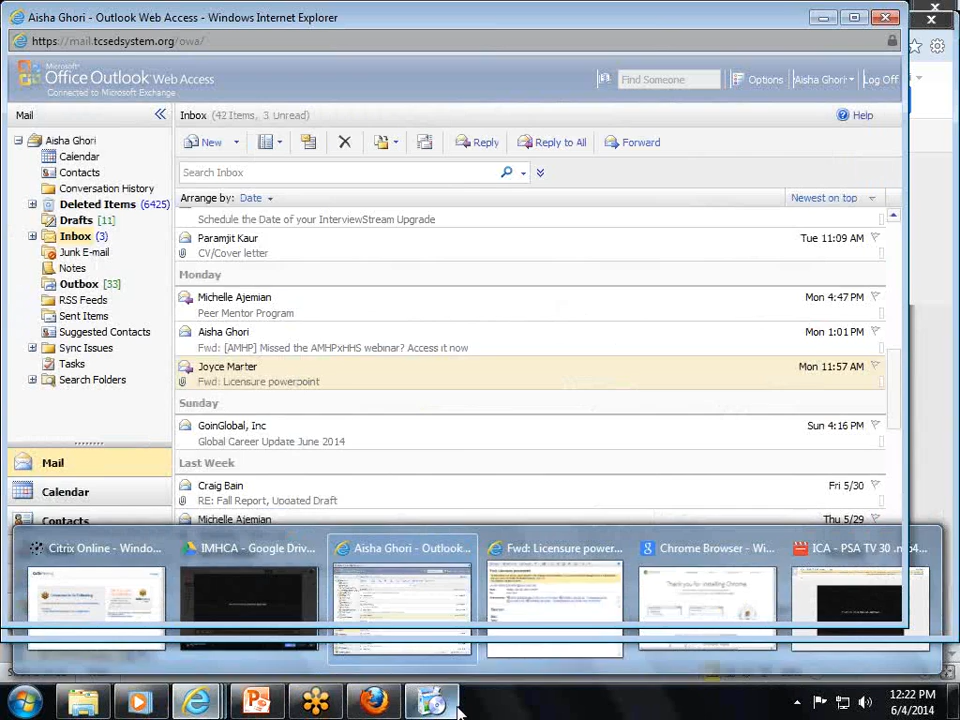 Aisha Ghori - Outlook Web Access - Windows Internet Explorer
https://mail.tcsedsystem.org/owa/
Microsoft
Office Outlook Web Access
Connected to Microsoft Exchange
Find Someone
Options
Aisha Ghori
Log Off
Mail
Inbox (42 Items, 3 Unread)
Help
Aisha Ghori
Calendar
Contacts
Conversation History
Deleted Items (6425)
Drafts [11]
Inbox (3)
Junk E-mail
Notes
Outbox [33]
RSS Feeds
Sent Items
Suggested Contacts
Sync Issues
Tasks
Search Folders
Mail
Calendar
Contacts
New
Reply
Reply to All
Forward
Search Inbox
Arrange by: Date
Newest on top
Schedule the Date of your InterviewStream Upgrade
Paramjit Kaur Tue 11:09 AM
CV/Cover letter
Monday
Michelle Ajemian Mon 4:47 PM
Peer Mentor Program
Aisha Ghori Mon 1:01 PM
Fwd: [AMHP] Missed the AMHPxHHS webinar? Access it now
Joyce Marter Mon 11:57 AM
Fwd: Licensure powerpoint
Sunday
GoinGlobal, Inc Sun 4:16 PM
Global Career Update June 2014
Last Week
Craig Bain Fri 5/30
RE: Fall Report, Updated Draft
Michelle Ajemian Thu 5/29
Citrix Online - Windo...
IMHCA - Google Driv...
Aisha Ghori - Outlook...
Fwd: Licensure power...
Chrome Browser - Wi...
ICA - PSA TV 30 .mp4...
12:22 PM
6/4/2014